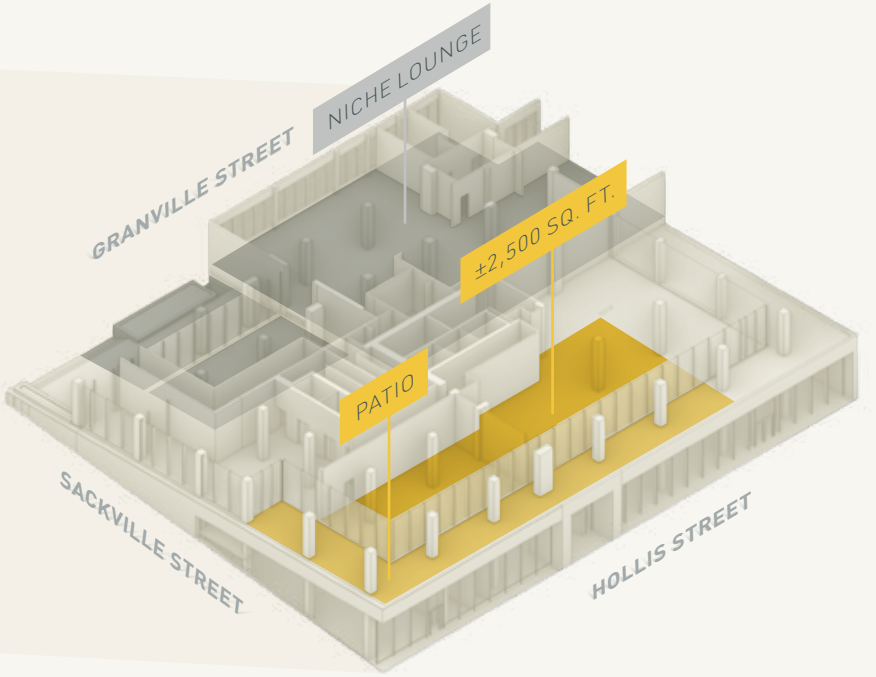 NICHE LOUNGE
GRANVILLE STREET
±2,500 SQ. FT.
PATIO
SACKVILLE STREET
HOLLIS STREET